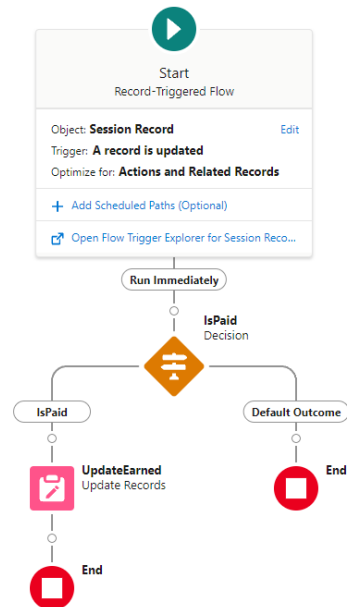 Start
Record-Triggered Flow
Object: Session Record Edit
Trigger: A record is updated
Optimize for: Actions and Related Records
+ Add Scheduled Paths (Optional)
Open Flow Trigger Explorer for Session Reco...
Run Immediately
IsPaid
Decision
IsPaid
Default Outcome
UpdateEarned
Update Records
End
End